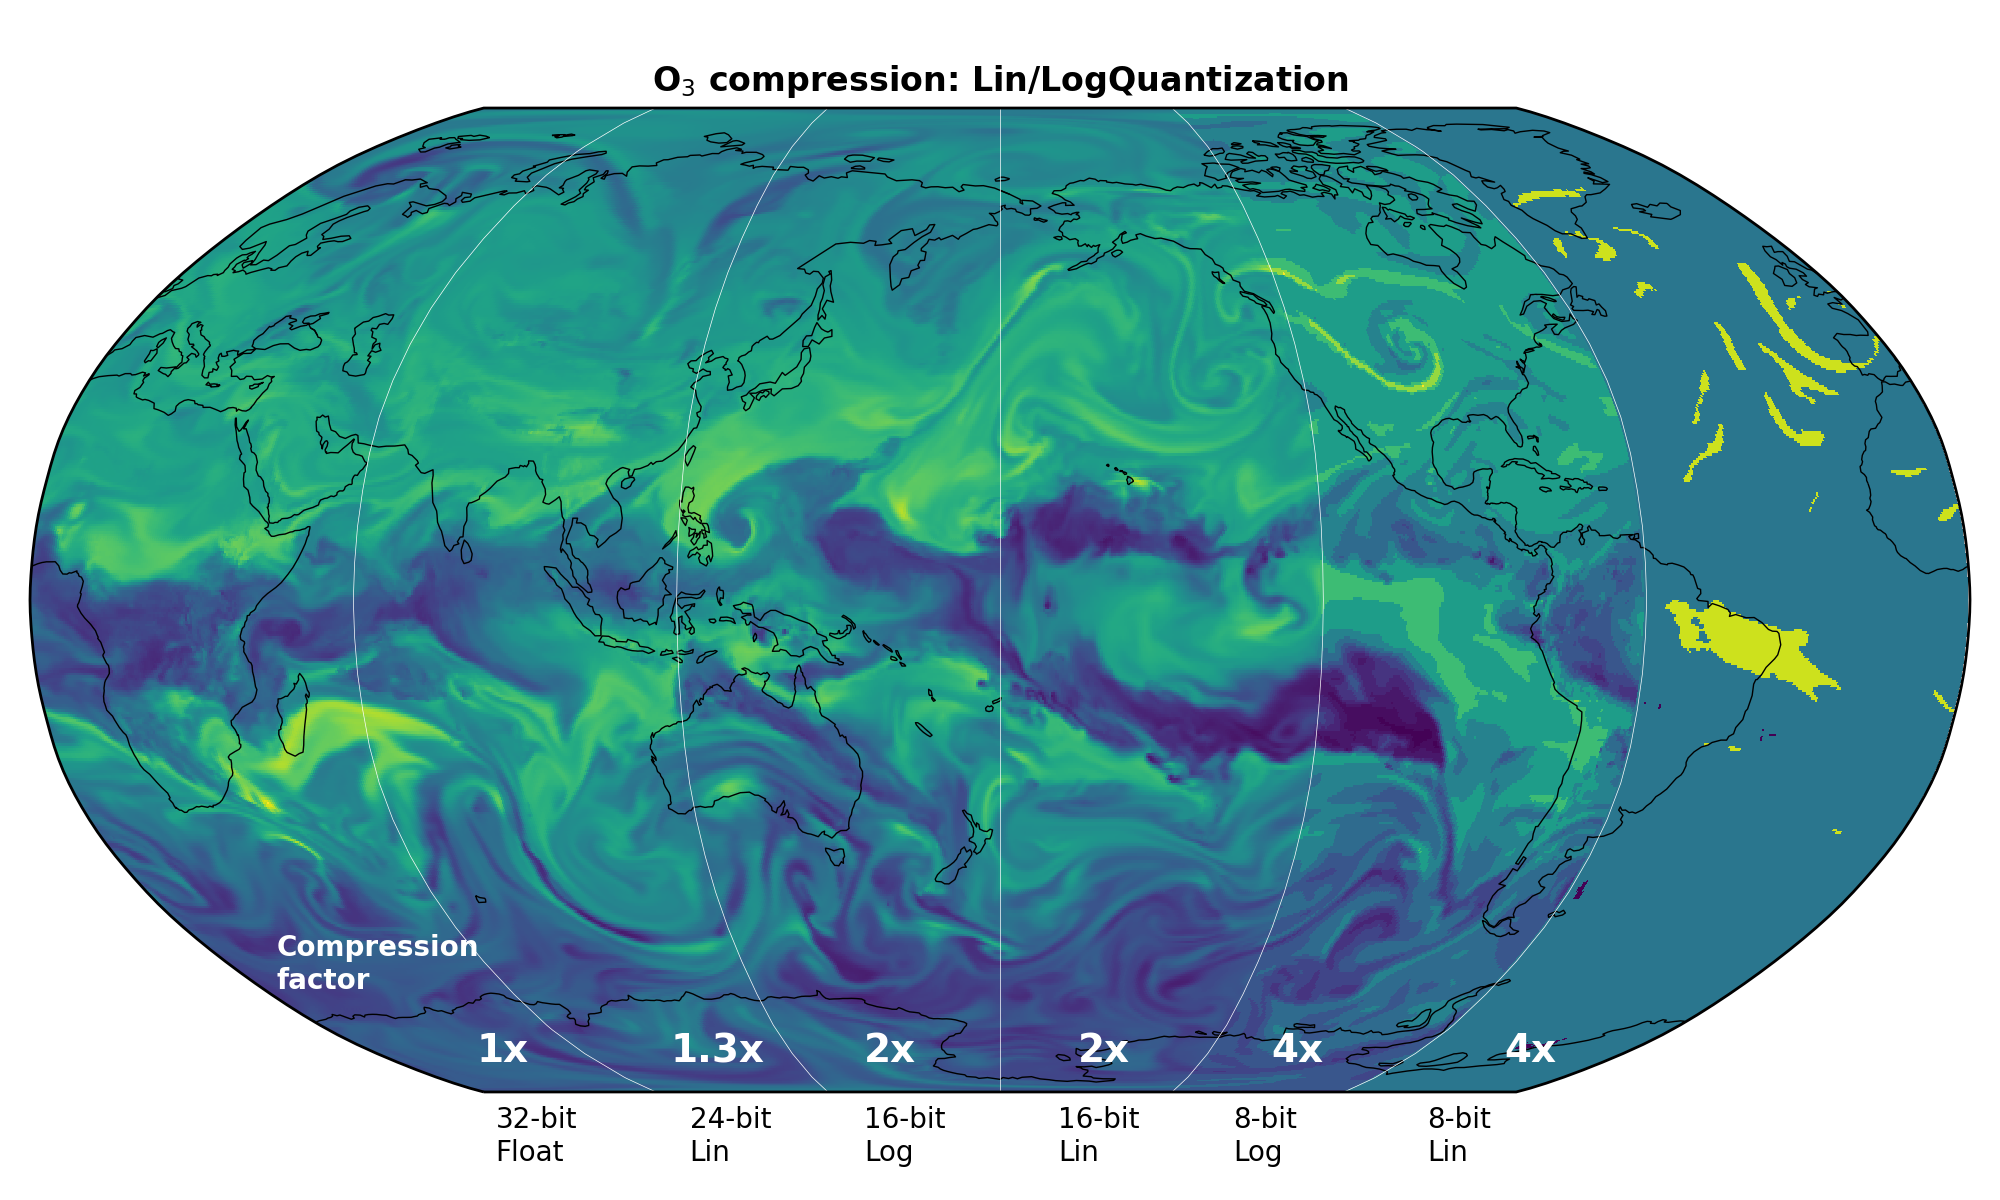 O₃ compression: Lin/LogQuantization
Compression
factor
1x 1.3x 2x 2x 4x 4x
32-bit 24-bit 16-bit 16-bit 8-bit 8-bit
Float Lin Log Lin Log Lin